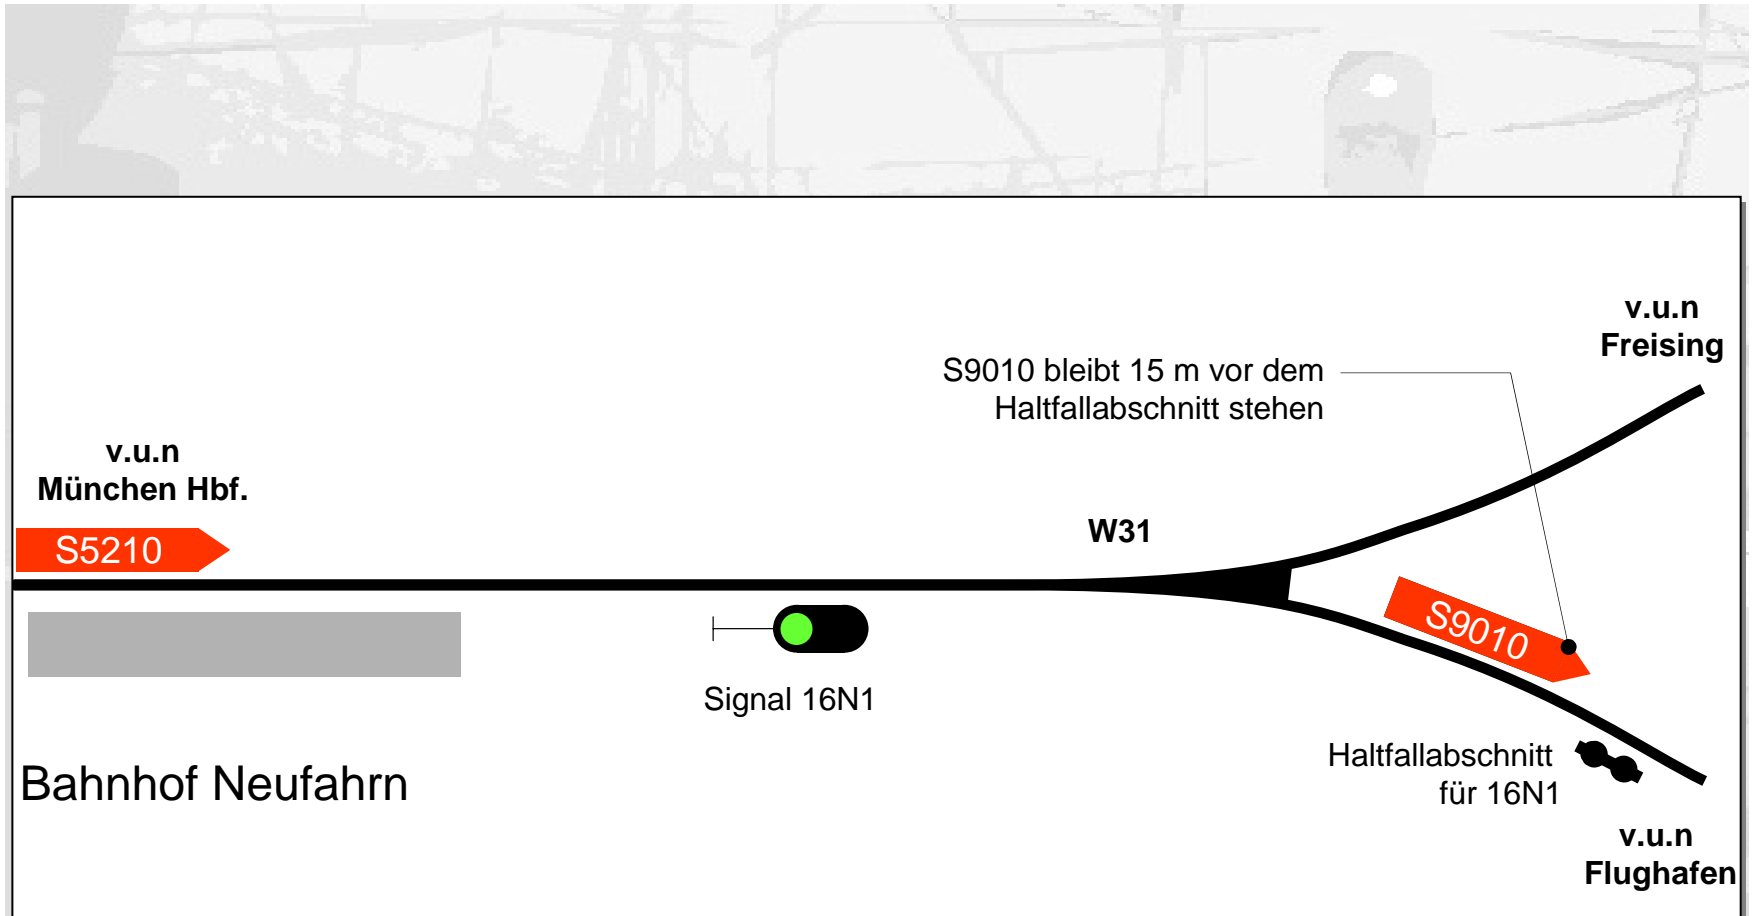 v.u.n
Freising
S9010 bleibt 15 m vor dem
Haltfallabschnitt stehen
v.u.n
München Hbf.
S5210
W31
S9010
Signal 16N1
Bahnhof Neufahrn
Haltfallabschnitt
für 16N1
v.u.n
Flughafen